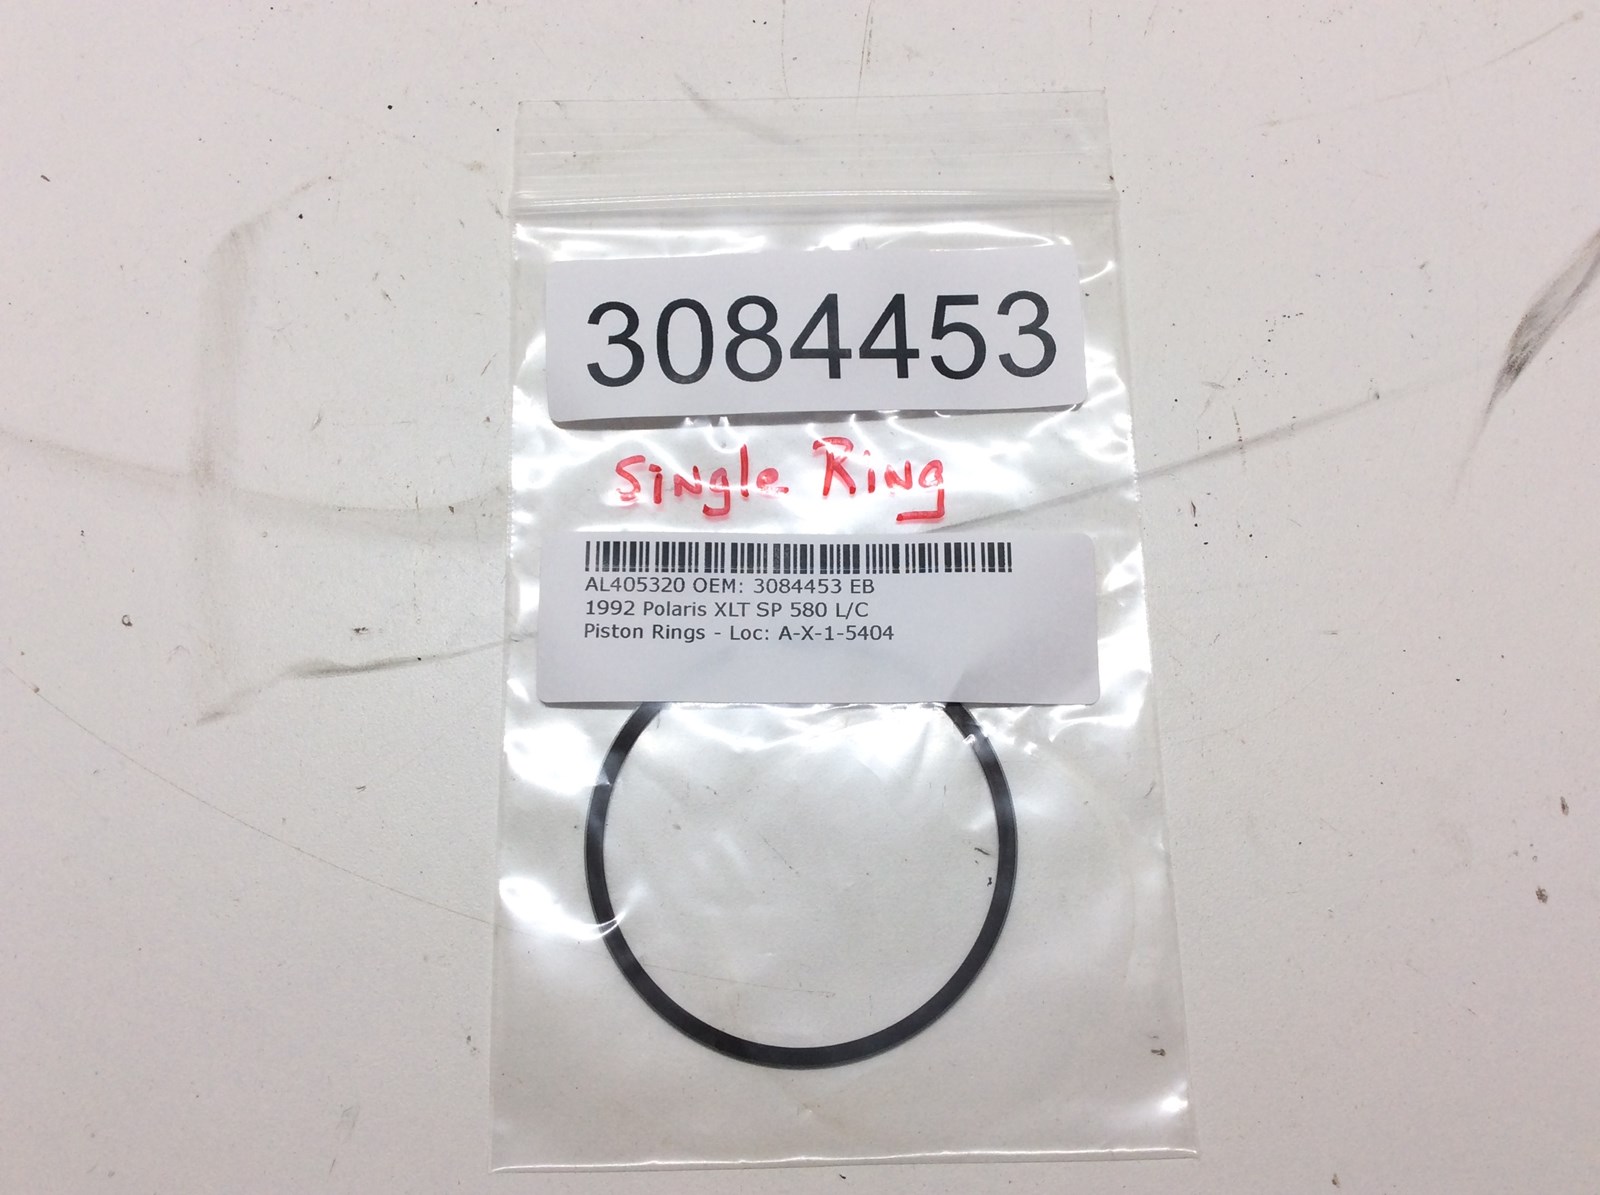 3084453
Single Ring
AL405320 OEM: 3084453 EB
1992 Polaris XLT SP 580 L/C
Piston Rings - Loc: A-X-1-5404